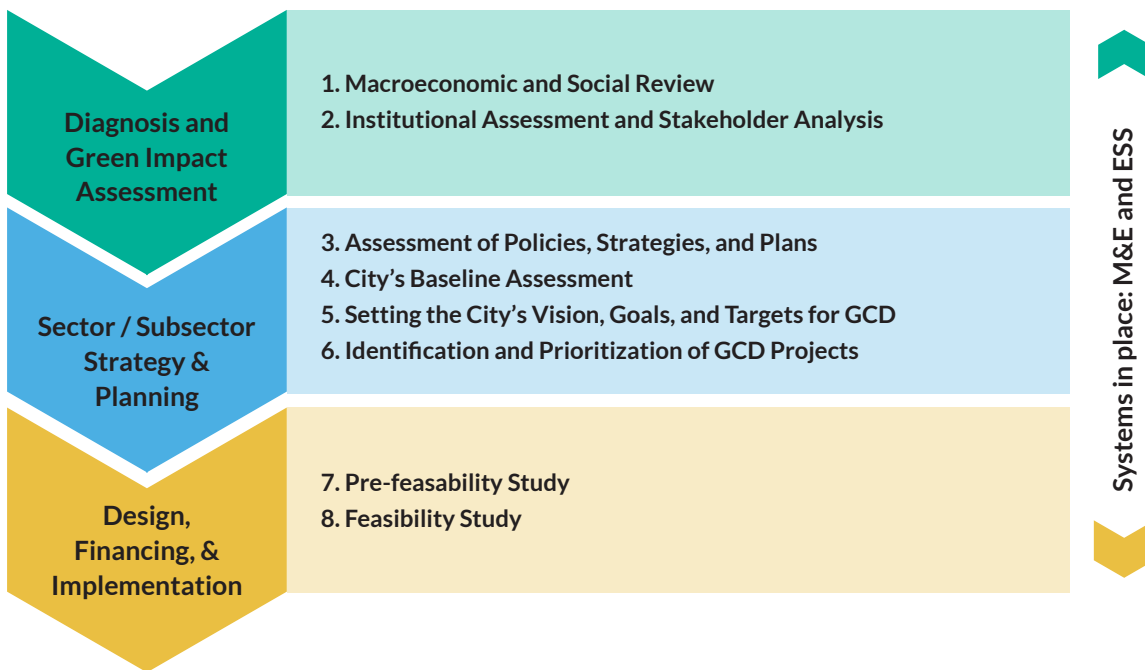 Diagnosis and
Green Impact
Assessment
1. Macroeconomic and Social Review
2. Institutional Assessment and Stakeholder Analysis
Sector / Subsector
Strategy &
Planning
3. Assessment of Policies, Strategies, and Plans
4. City's Baseline Assessment
5. Setting the City's Vision, Goals, and Targets for GCD
6. Identification and Prioritization of GCD Projects
Design,
Financing, &
Implementation
7. Pre-feasability Study
8. Feasibility Study
Systems in place: M&E and ESS